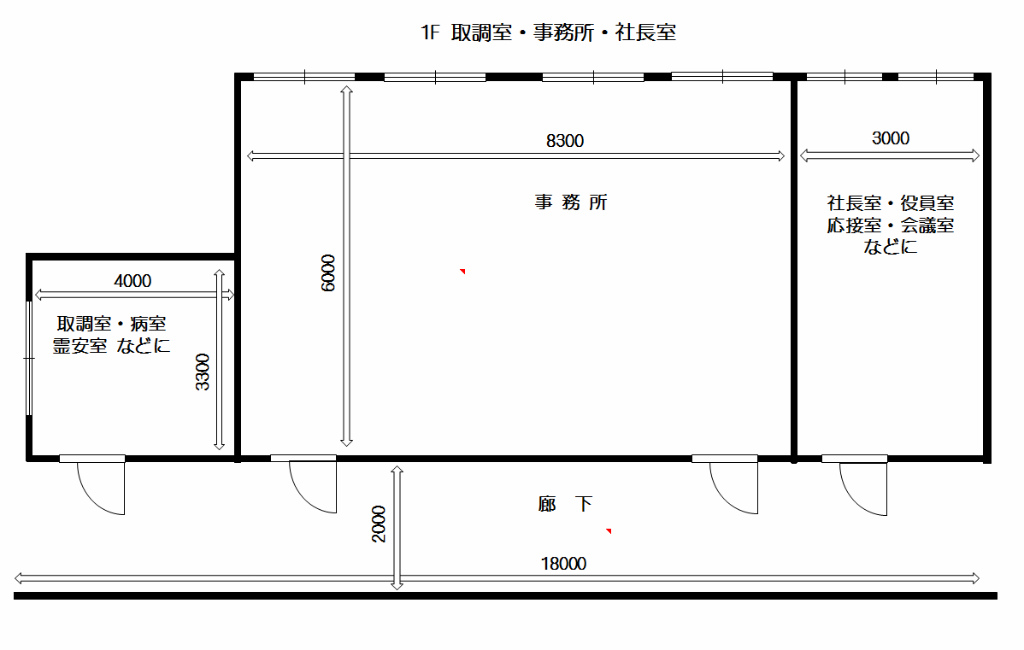 1F 取調室・事務所・社長室
8300
3000
事 務 所
社長室・役員室
応接室・会議室
などに
6000
4000
取調室・病室
霊安室 などに
3300
廊 下
2000
18000